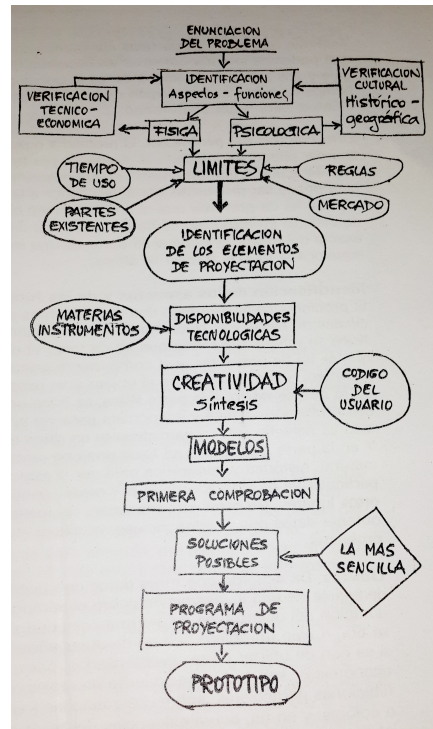 ENUNCIACION
DEL PROBLEMA
IDENTIFICACION
Aspectos - funciones
VERIFICACION
TECNICO-
ECONOMICA
VERIFICACION
CULTURAL
Histórico-
geográfica
FISICA
PSICOLOGICA
LIMITES
TIEMPO
DE USO
REGLAS
PARTES
EXISTENTES
MERCADO
IDENTIFICACION
DE LOS ELEMENTOS
DE PROYECTACION
MATERIAS
INSTRUMENTOS
DISPONIBILIDADES
TECNOLOGICAS
CREATIVIDAD
síntesis
CODIGO
DEL
USUARIO
MODELOS
PRIMERA COMPROBACION
SOLUCIONES
POSIBLES
LA MAS
SENCILLA
PROGRAMA DE
PROYECTACION
PROTOTIPO